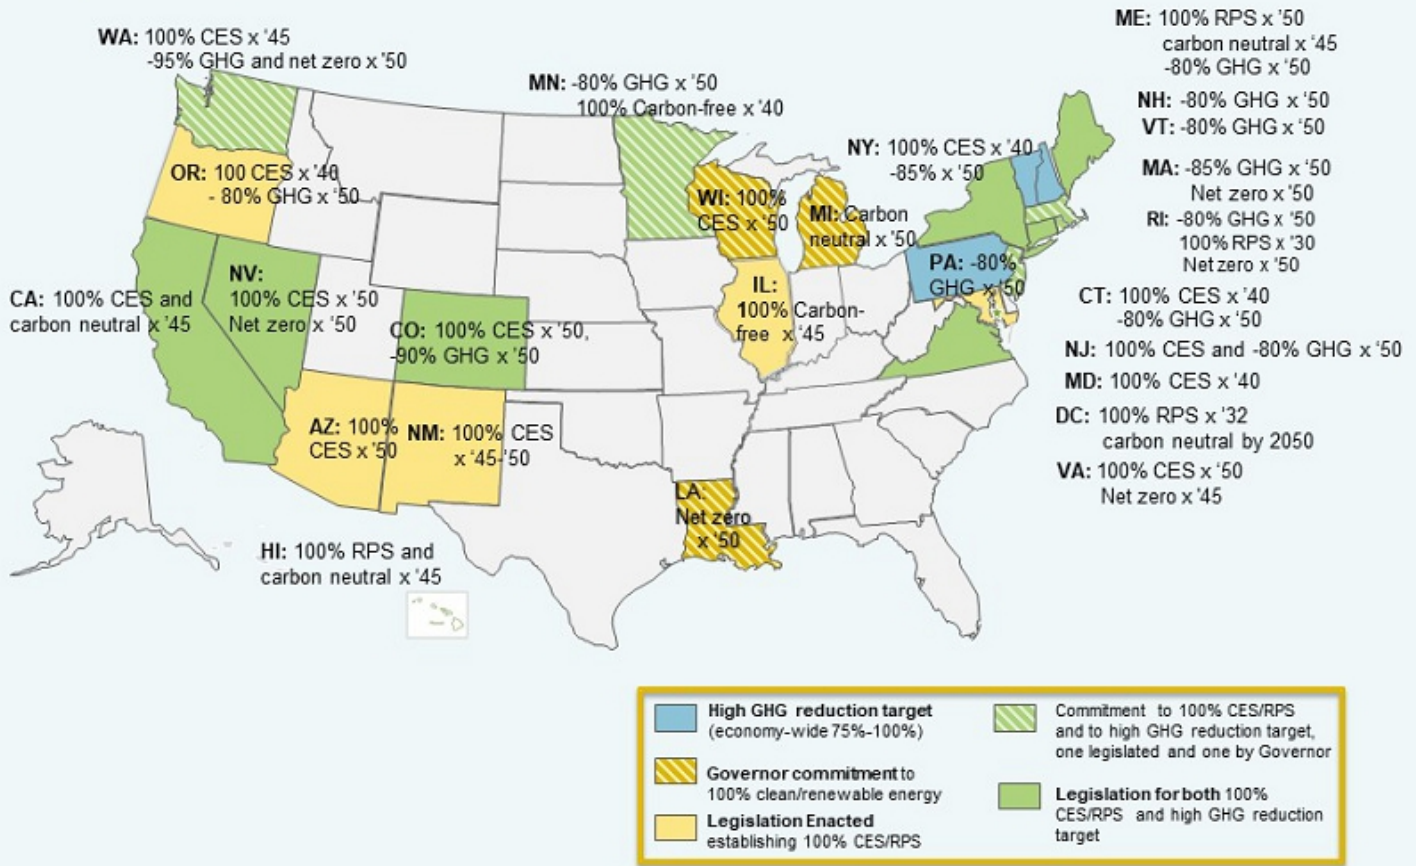 WA: 100% CES x '45
-95% GHG and net zero x '50
MN: -80% GHG x '50
100% Carbon-free x '40
ME: 100% RPS x '50
carbon neutral x '45
-80% GHG x '50
NH: -80% GHG x '50
VT: -80% GHG x '50
NY: 100% CES x '40
-85% x '50
MA: -85% GHG x '50
Net zero x '50
OR: 100 CES x '40
- 80% GHG x '50
WI: 100%
CES x '50
MI: Carbon
neutral x '50
RI: -80% GHG x '50
100% RPS x '30
Net zero x '50
PA: -80%
GHG x '50
NV:
100% CES x '50
Net zero x '50
CA: 100% CES and
carbon neutral x '45
IL:
100% Carbon-
free x '45
CO: 100% CES x '50,
-90% GHG x '50
CT: 100% CES x '40
-80% GHG x '50
NJ: 100% CES and -80% GHG x '50
MD: 100% CES x '40
DC: 100% RPS x '32
carbon neutral by 2050
VA: 100% CES x '50
Net zero x '45
AZ: 100%
CES x '50
NM: 100% CES
x '45-'50
LA:
Net zero
x '50
HI: 100% RPS and
carbon neutral x '45
High GHG reduction target
(economy-wide 75%-100%)
Governor commitment to
100% clean/renewable energy
Legislation Enacted
establishing 100% CES/RPS
Commitment to 100% CES/RPS
and to high GHG reduction target,
one legislated and one by Governor
Legislation for both 100%
CES/RPS and high GHG reduction
target